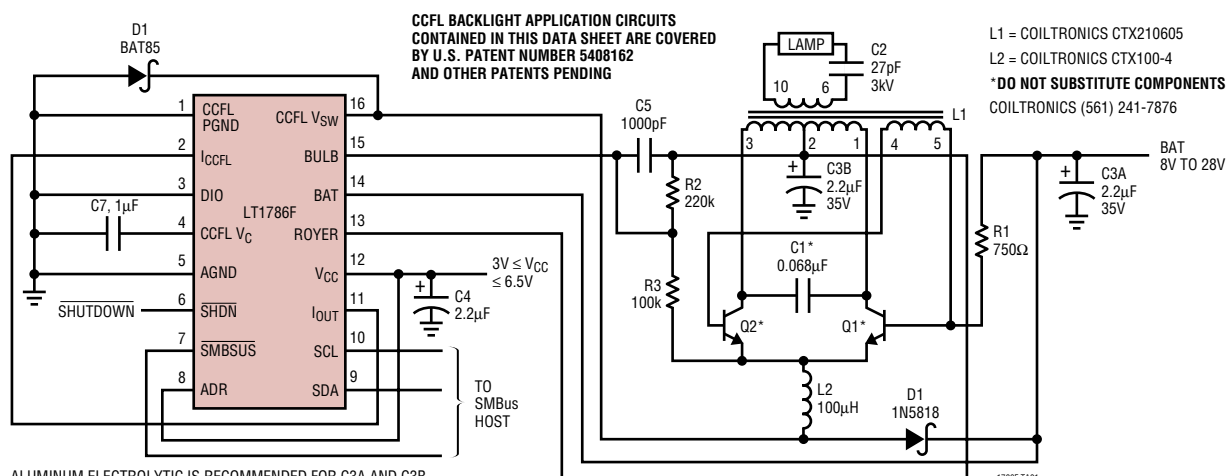 CCFL BACKLIGHT APPLICATION CIRCUITS
CONTAINED IN THIS DATA SHEET ARE COVERED
BY U.S. PATENT NUMBER 5408162
AND OTHER PATENTS PENDING
L1 = COILTRONICS CTX210605
L2 = COILTRONICS CTX100-4
*DO NOT SUBSTITUTE COMPONENTS
COILTRONICS (561) 241-7876
D1
BAT85
LAMP
C2
27pF
3kV
10
6
L1
3
2
1
4
5
C5
1000pF
R2
220k
R3
100k
C3B
2.2µF
35V
+
C1*
0.068µF
Q2*
Q1*
L2
100µH
D1
1N5818
R1
750Ω
+
C3A
2.2µF
35V
BAT
8V TO 28V
LT1786F
1 CCFL PGND
2 ICCFL
3 DIO
4 CCFL VC
5 AGND
6 SHDN
7 SMBSUS
8 ADR
16 CCFL VSW
15 BULB
14 BAT
13 ROYER
12 VCC
11 IOUT
10 SCL
9 SDA
C7, 1µF
SHUTDOWN
3V ≤ VCC
≤ 6.5V
+
C4
2.2µF
TO
SMBus
HOST
ALUMINUM ELECTROLYTIC IS RECOMMENDED FOR C3A AND C3B